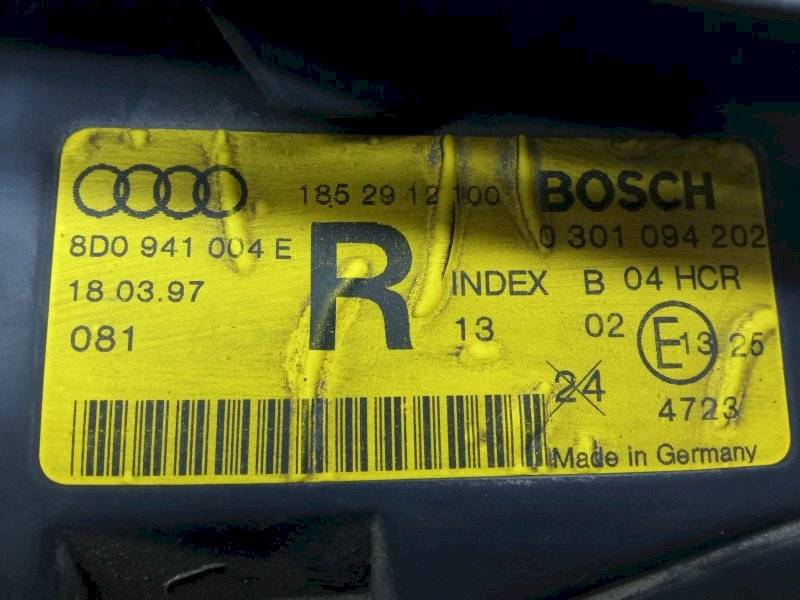 185 29 12 100 BOSCH
8D0 941 004 E R 0 301 094 202
18.03.97 INDEX B 04 HCR
081 13 02 E 13 25
24 4723
Made in Germany